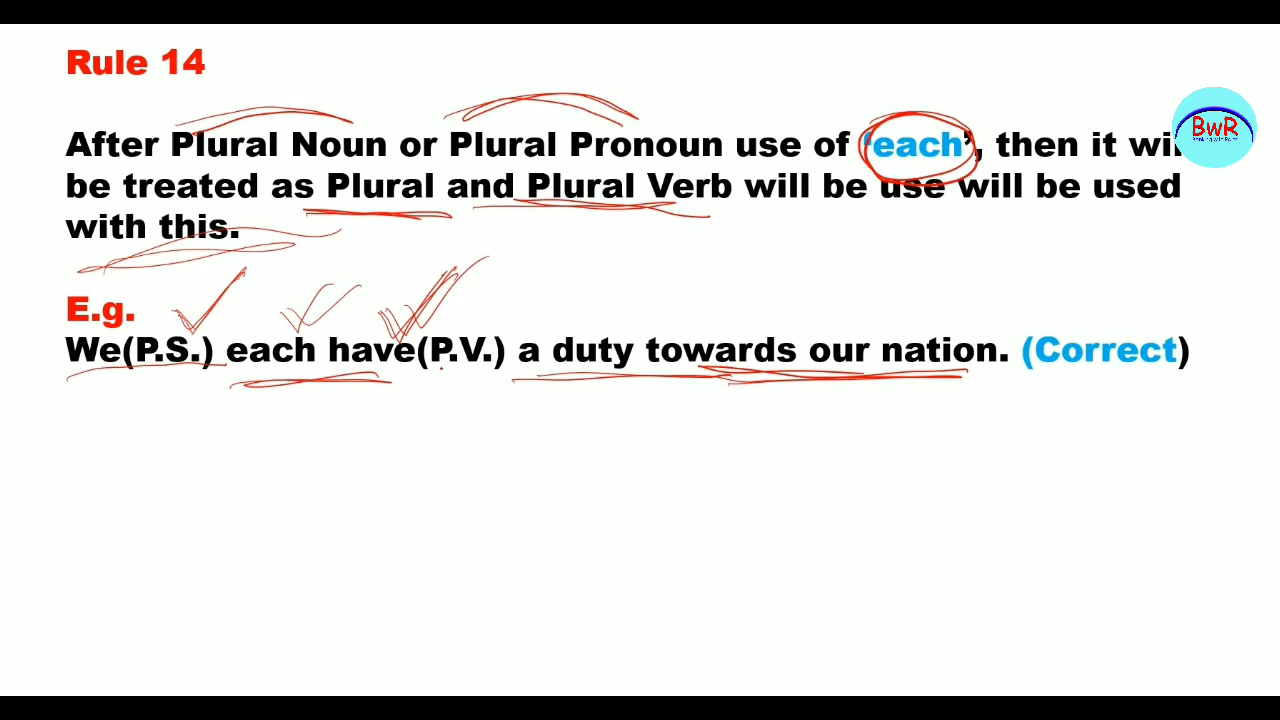 Rule 14
After Plural Noun or Plural Pronoun use of ‘each’, then it will
be treated as Plural and Plural Verb will be use will be used
with this.
E.g.
We(P.S.) each have(P.V.) a duty towards our nation. (Correct)
BwR